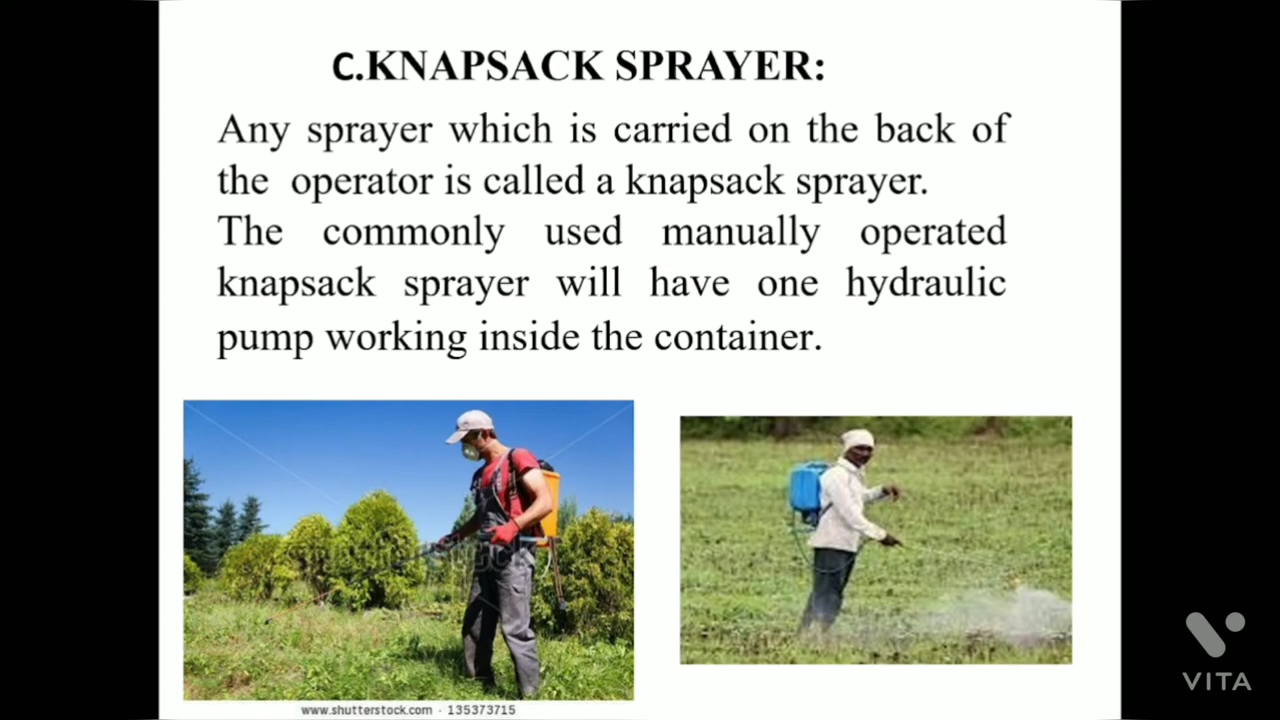 C.KNAPSACK SPRAYER:
Any sprayer which is carried on the back of
the operator is called a knapsack sprayer.
The commonly used manually operated
knapsack sprayer will have one hydraulic
pump working inside the container.
shutterstock
www.shutterstock.com · 135373715
VITA